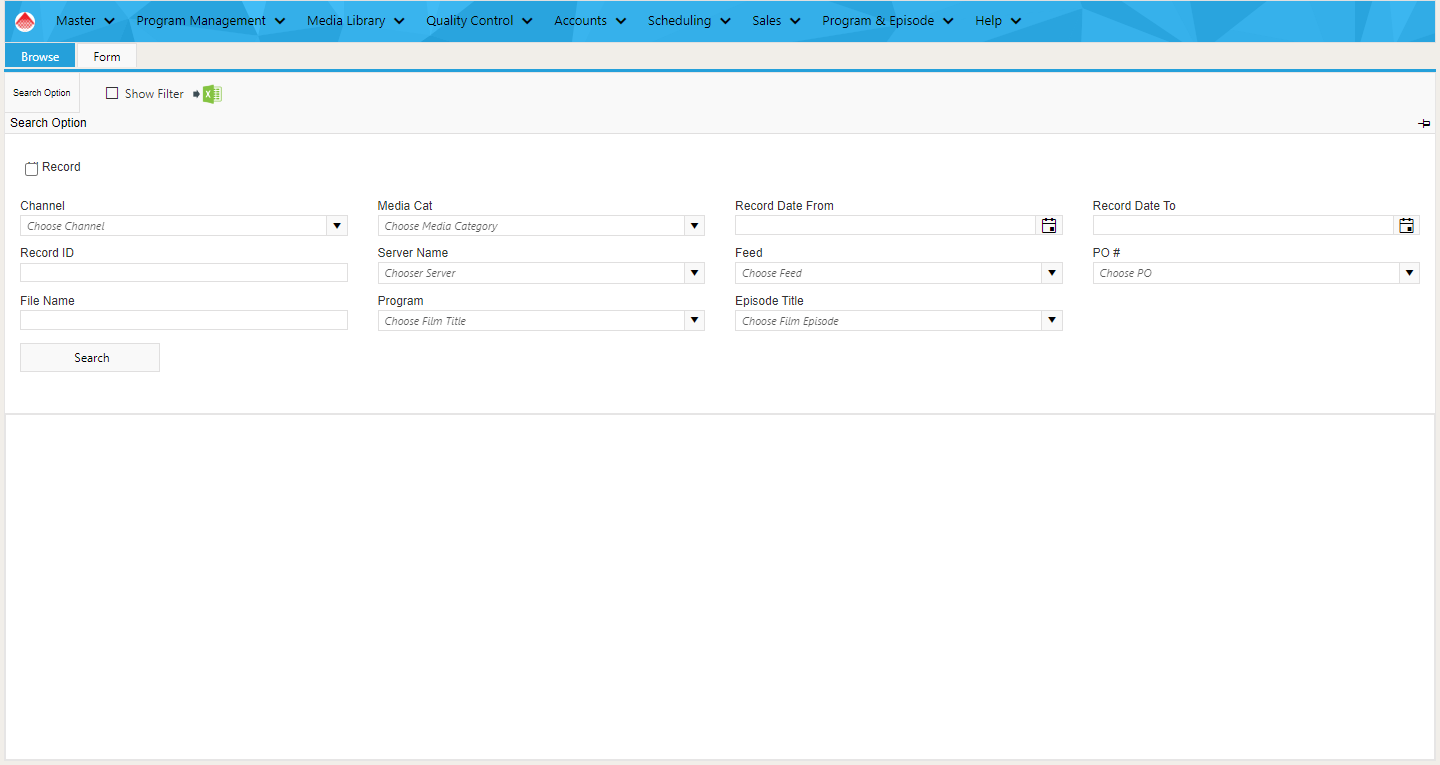 Master Program Management Media Library Quality Control Accounts Scheduling Sales Program & Episode Help
Browse Form
Search Option Show Filter
Search Option
Record
Channel Media Cat Record Date From Record Date To
Choose Channel Choose Media Category
Record ID Server Name Feed PO #
Chooser Server Choose Feed Choose PO
File Name Program Episode Title
Choose Film Title Choose Film Episode
Search